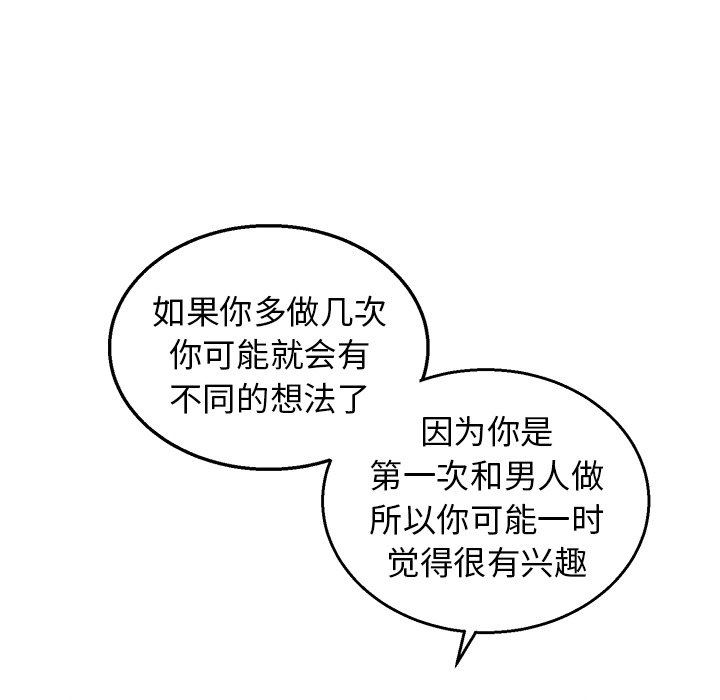 如果你多做几次
你可能就会有
不同的想法了
因为你是
第一次和男人做
所以你可能一时
觉得很有兴趣